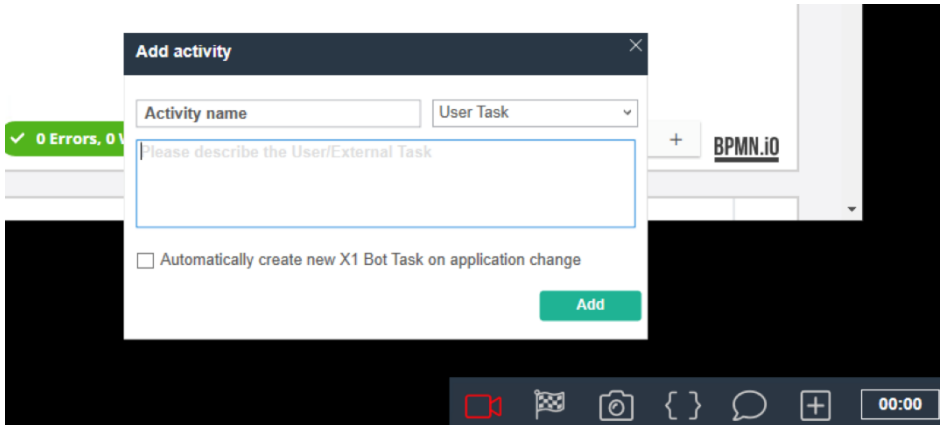 Add activity
Activity name
User Task
0 Errors, 0
Please describe the User/External Task
BPMN.iO
Automatically create new X1 Bot Task on application change
Add
00:00